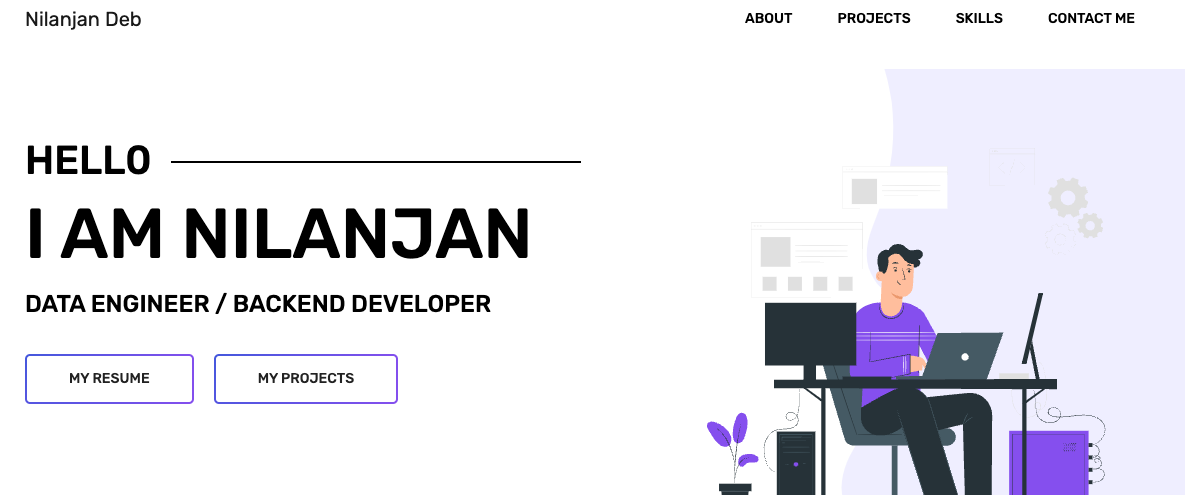 Nilanjan Deb
ABOUT PROJECTS SKILLS CONTACT ME
HELLO
I AM NILANJAN
DATA ENGINEER / BACKEND DEVELOPER
MY RESUME MY PROJECTS